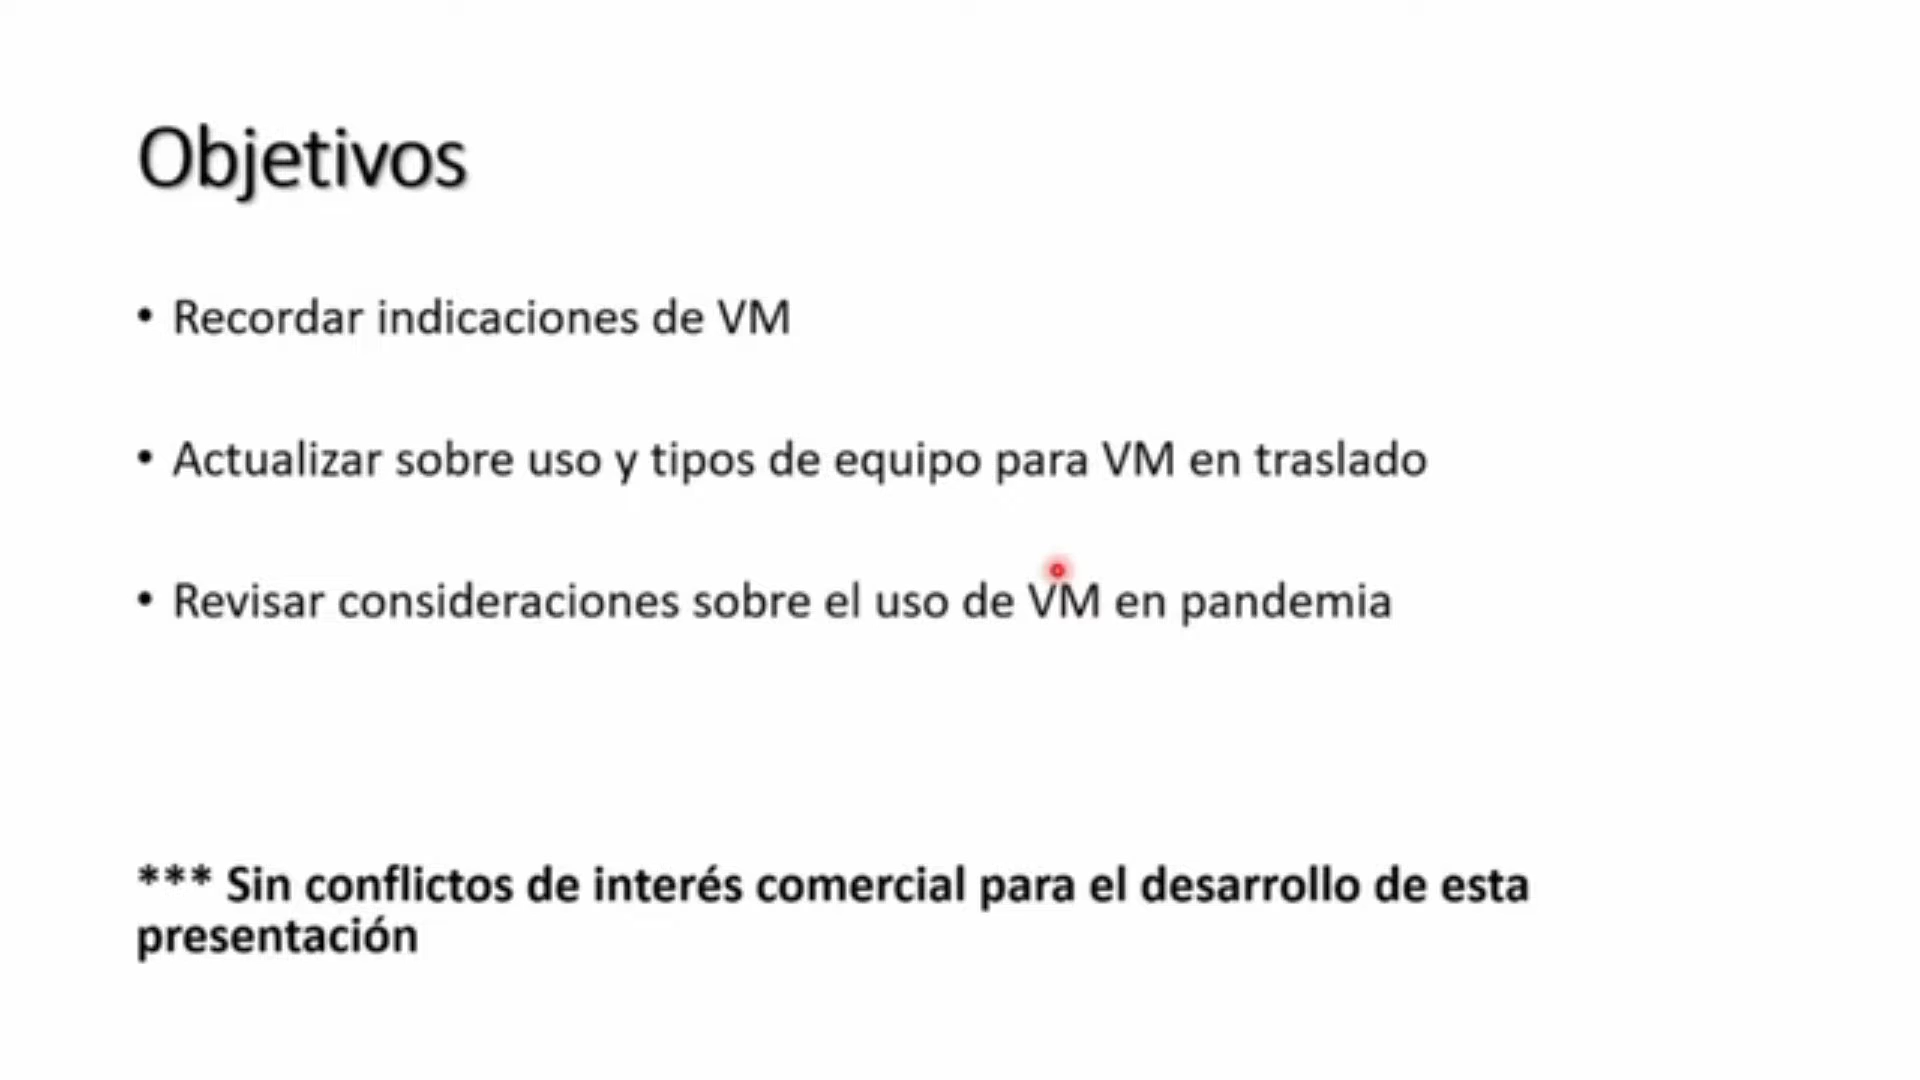 Objetivos
• Recordar indicaciones de VM
• Actualizar sobre uso y tipos de equipo para VM en traslado
• Revisar consideraciones sobre el uso de VM en pandemia
*** Sin conflictos de interés comercial para el desarrollo de esta
presentación